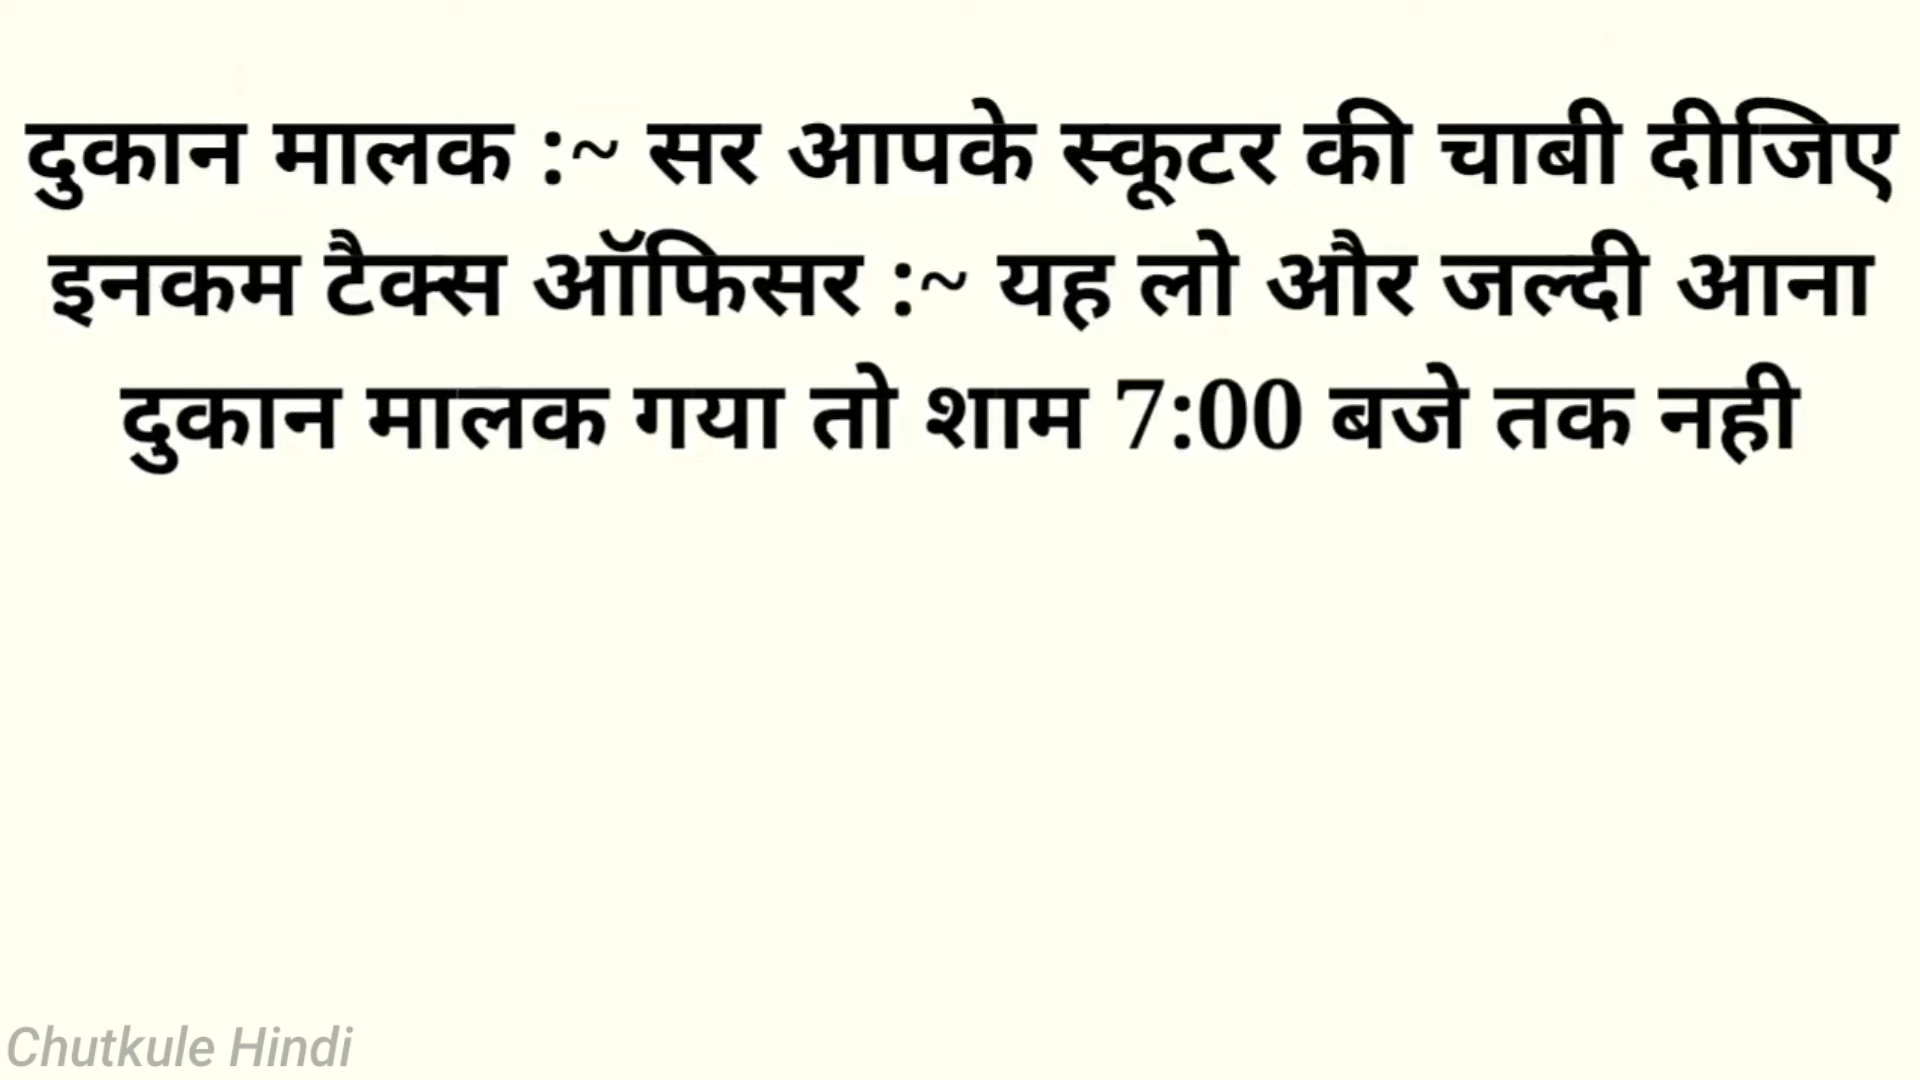 दुकान मालक :~ सर आपके स्कूटर की चाबी दीजिए
इनकम टैक्स ऑफिसर :~ यह लो और जल्दी आना
दुकान मालक गया तो शाम 7:00 बजे तक नही
Chutkule Hindi